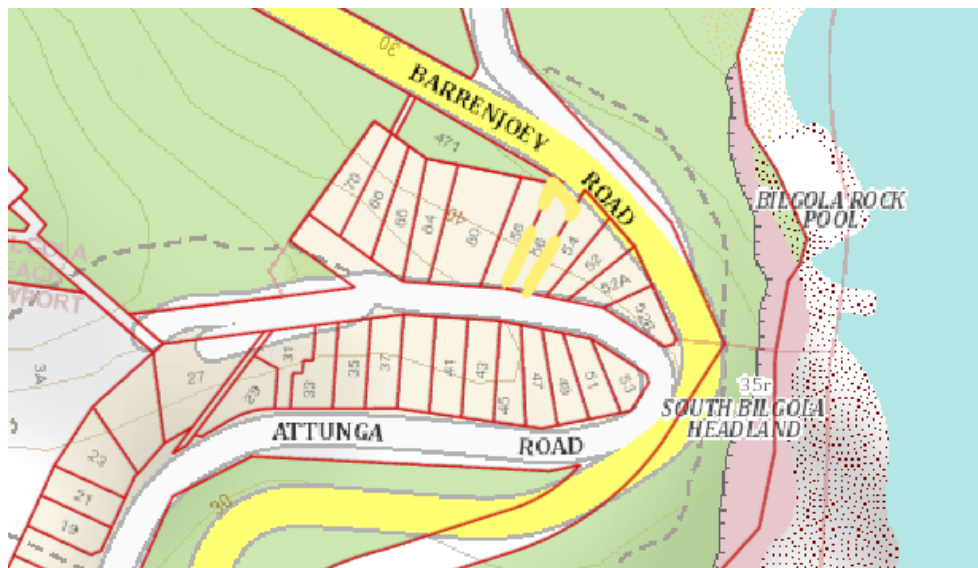 30
BARRENJOEY
ROAD
471
70
68
66
64
40
60
58
56
54
52
52A
BILGOLA ROCK
POOL
3A
27
29
31
33
35
37
41
43
45
47
49
51
53
35r
SOUTH BILGOLA
HEADLAND
ATTUNGA
ROAD
23
21
19
30